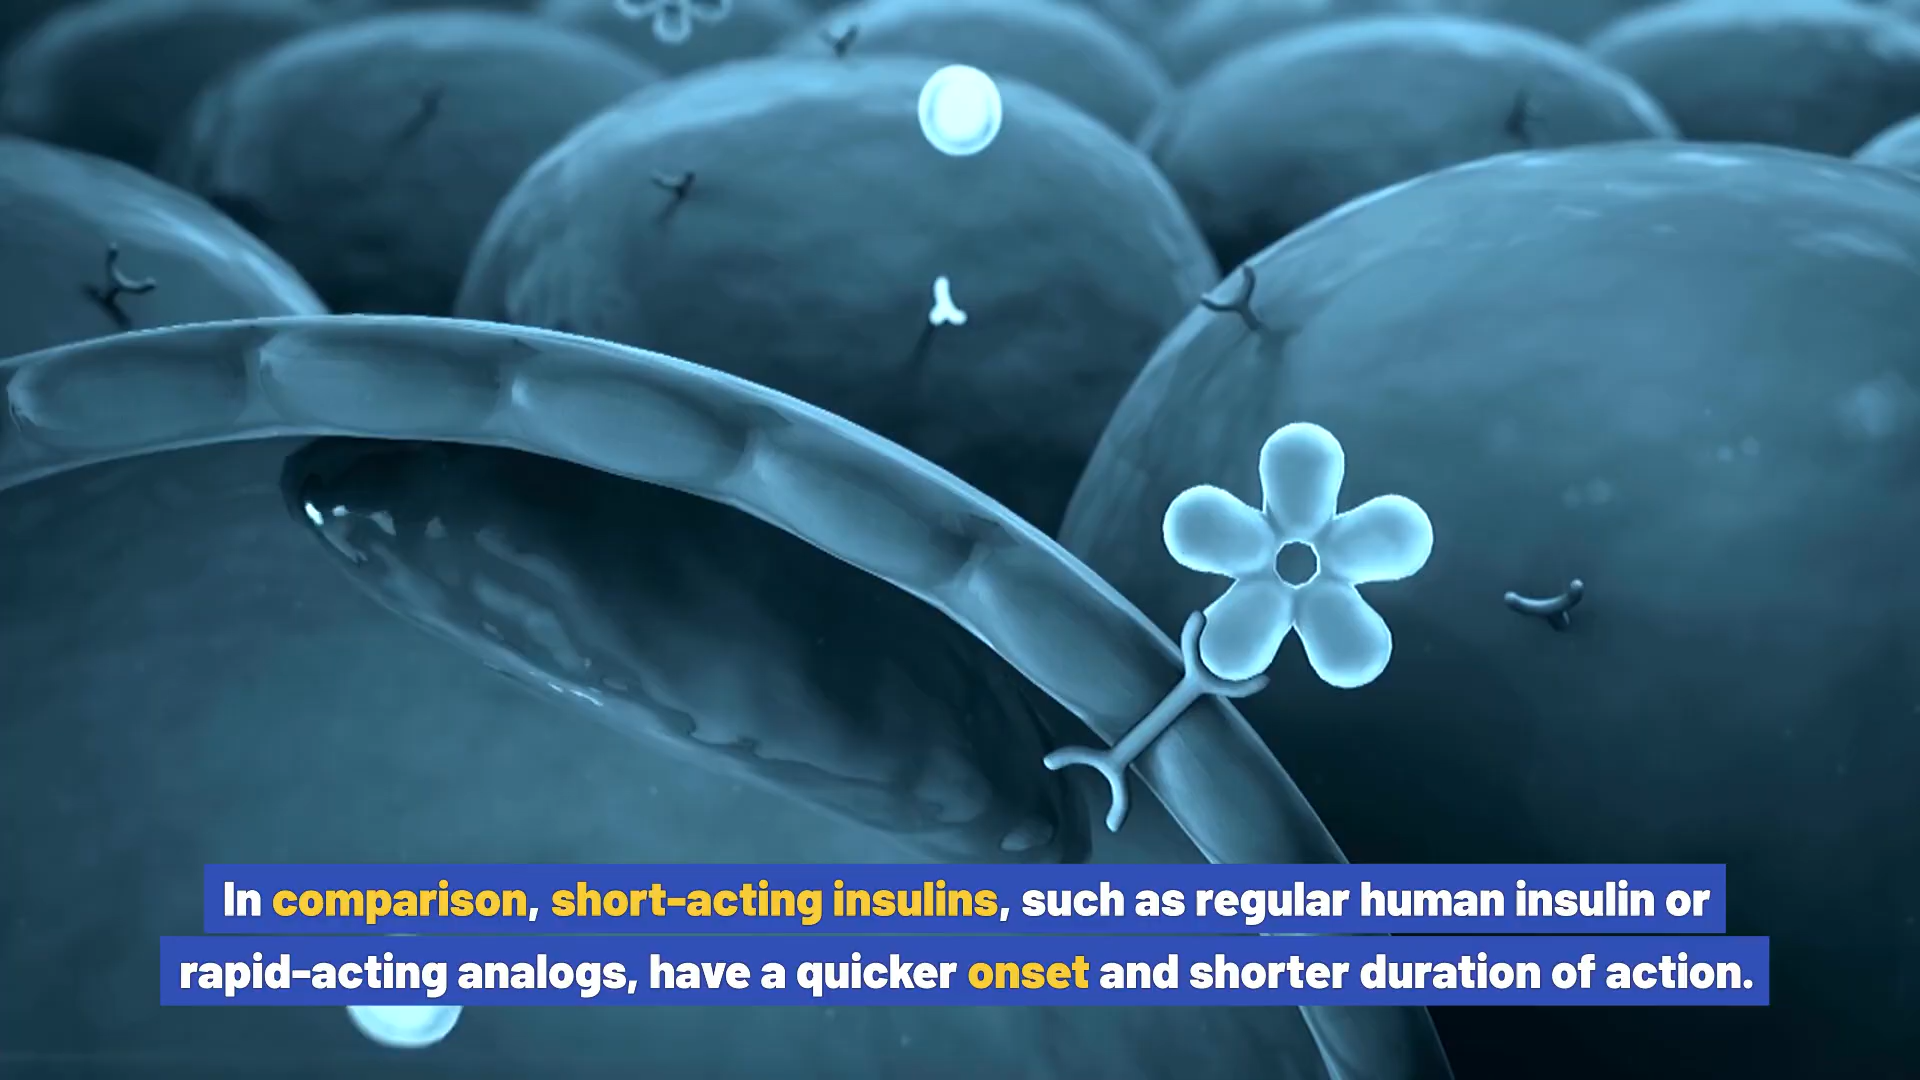 In comparison, short-acting insulins, such as regular human insulin or
rapid-acting analogs, have a quicker onset and shorter duration of action.